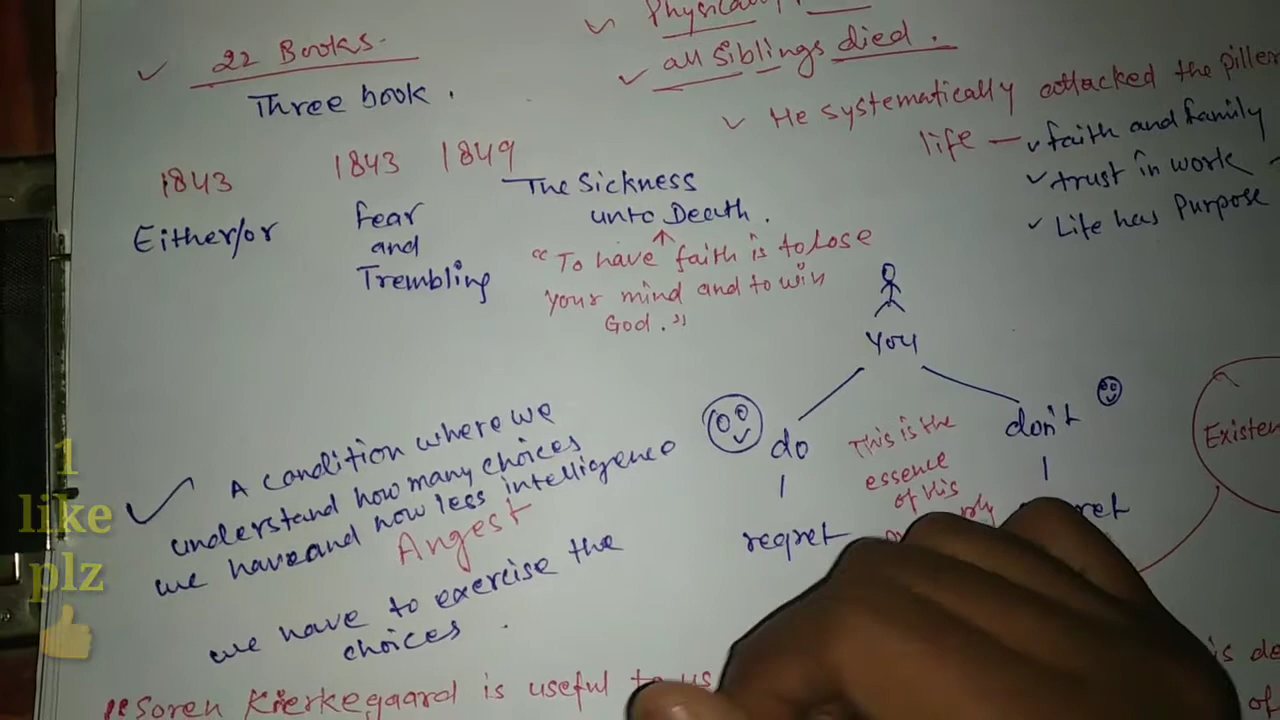 ✓ 22 Books.
Three book.
1843
Either/or
1843
Fear
and
Trembling
1849
The Sickness
unto Death.
"To have faith is to lose
your mind and to win
God."
✓ all siblings died.
✓ He systematically attacked the piller
life — ✓ faith and family
✓ trust in work
✓ Life has Purpose
You
do
regret
don't
This is the
essence
of his
Existen
✓ A condition where we
understand how many choices
we have and how less intelligence
Angest
we have to exercise the
choices.
"Soren Kierkegaard is useful to us
1
like
plz